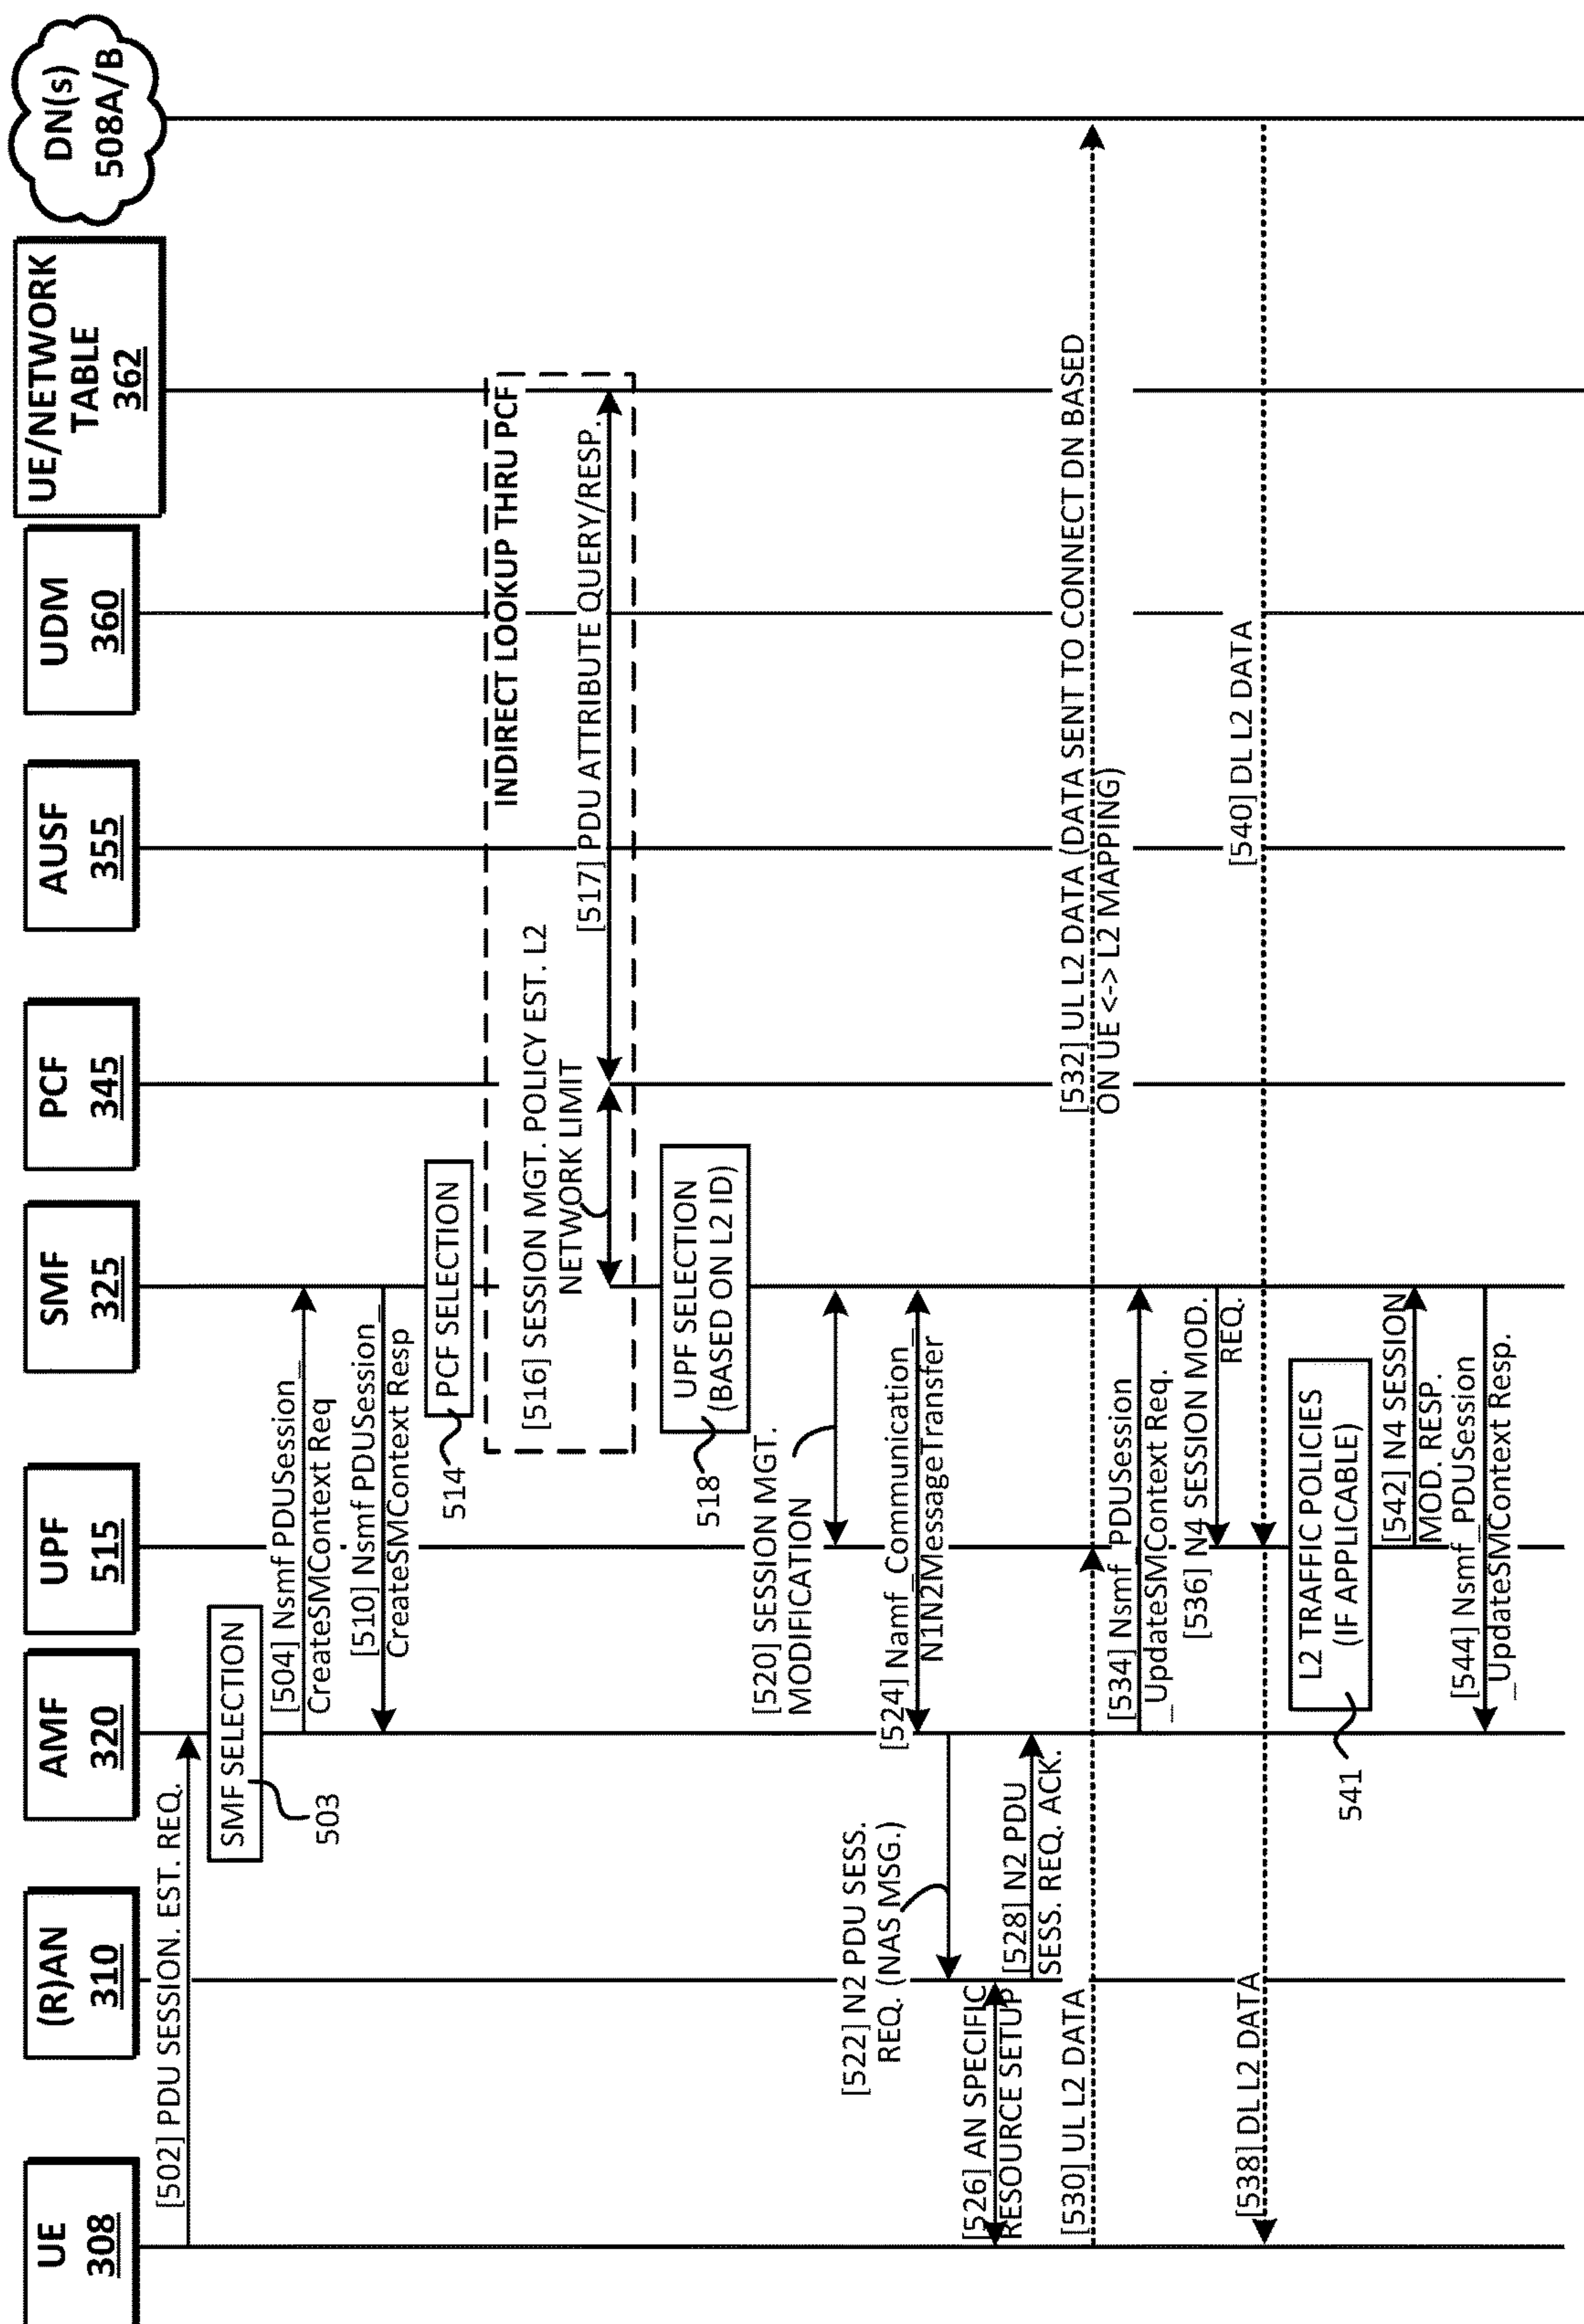 UE
308
(R)AN
310
AMF
320
UPF
515
SMF
325
PCF
345
AUSF
355
UDM
360
UE/NETWORK
TABLE
362
DN(s)
508A/B
[502] PDU SESSION. EST. REQ.
SMF SELECTION
503
[504] Nsmf PDUSession_
CreateSMContext Req
[510] Nsmf PDUSession_
CreateSMContext Resp
PCF SELECTION
514
INDIRECT LOOKUP THRU PCF
[516] SESSION MGT. POLICY EST. L2
NETWORK LIMIT
[517] PDU ATTRIBUTE QUERY/RESP.
UPF SELECTION
(BASED ON L2 ID)
518
[520] SESSION MGT.
MODIFICATION
[524] Namf_Communication_
N1N2MessageTransfer
[522] N2 PDU SESS.
REQ. (NAS MSG.)
[526] AN SPECIFIC
RESOURCE SETUP
[528] N2 PDU
SESS. REQ. ACK.
[530] UL L2 DATA
[532] UL L2 DATA (DATA SENT TO CONNECT DN BASED
ON UE <-> L2 MAPPING)
[534] Nsmf_PDUSession
_UpdateSMContext Req.
[536] N4 SESSION MOD.
REQ.
[538] DL L2 DATA
[540] DL L2 DATA
L2 TRAFFIC POLICIES
(IF APPLICABLE)
541
[542] N4 SESSION
MOD. RESP.
[544] Nsmf_PDUSession
_UpdateSMContext Resp.